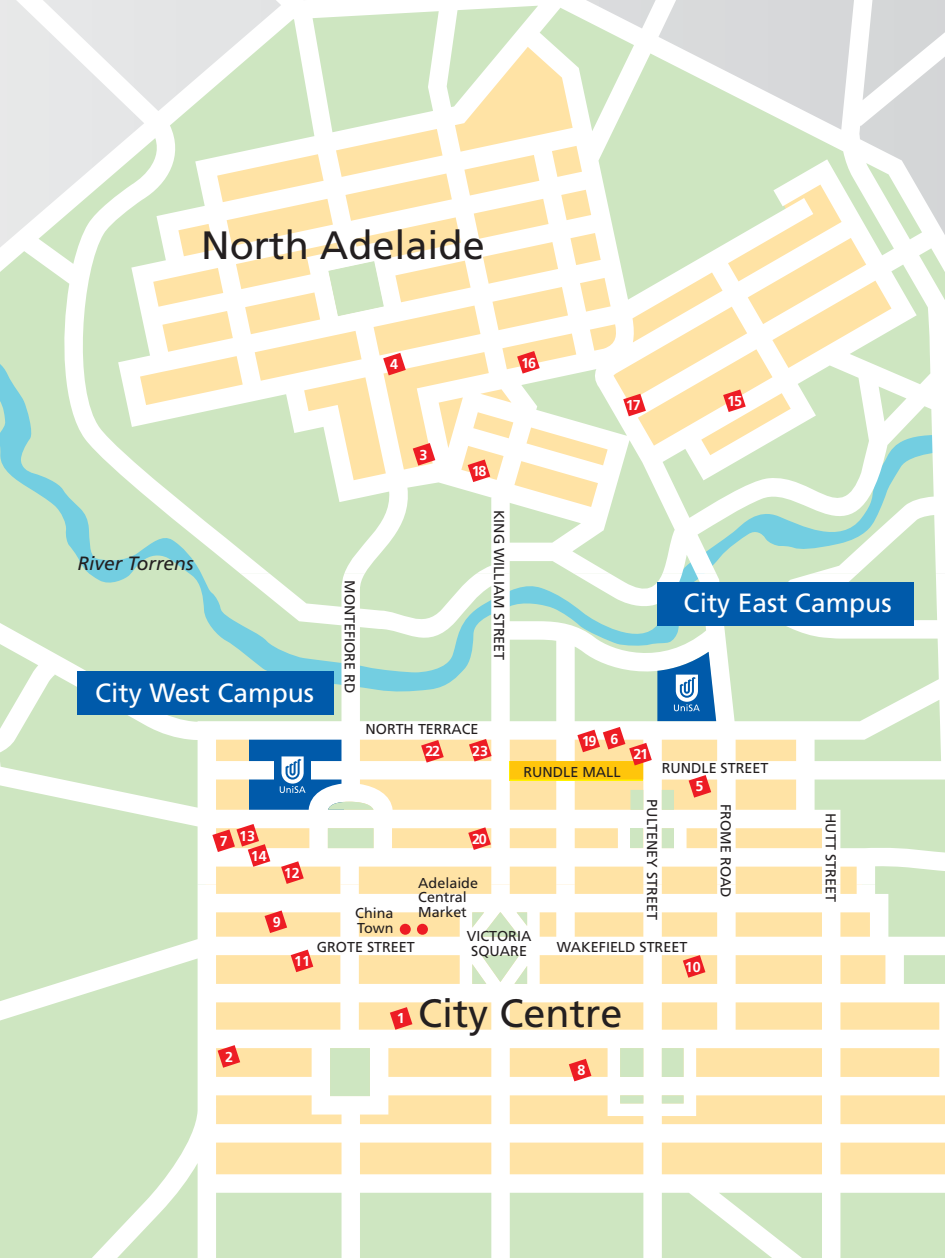 North Adelaide
4
16
17
15
3
18
KING WILLIAM STREET
River Torrens
MONTEFIORE RD
City East Campus
City West Campus
UniSA
NORTH TERRACE
22
23
19
6
21
RUNDLE MALL
RUNDLE STREET
UniSA
5
PULTENEY STREET
FROME ROAD
HUTT STREET
7
13
14
20
12
Adelaide
Central
Market
China
Town
9
GROTE STREET
VICTORIA
SQUARE
WAKEFIELD STREET
11
10
1
City Centre
2
8